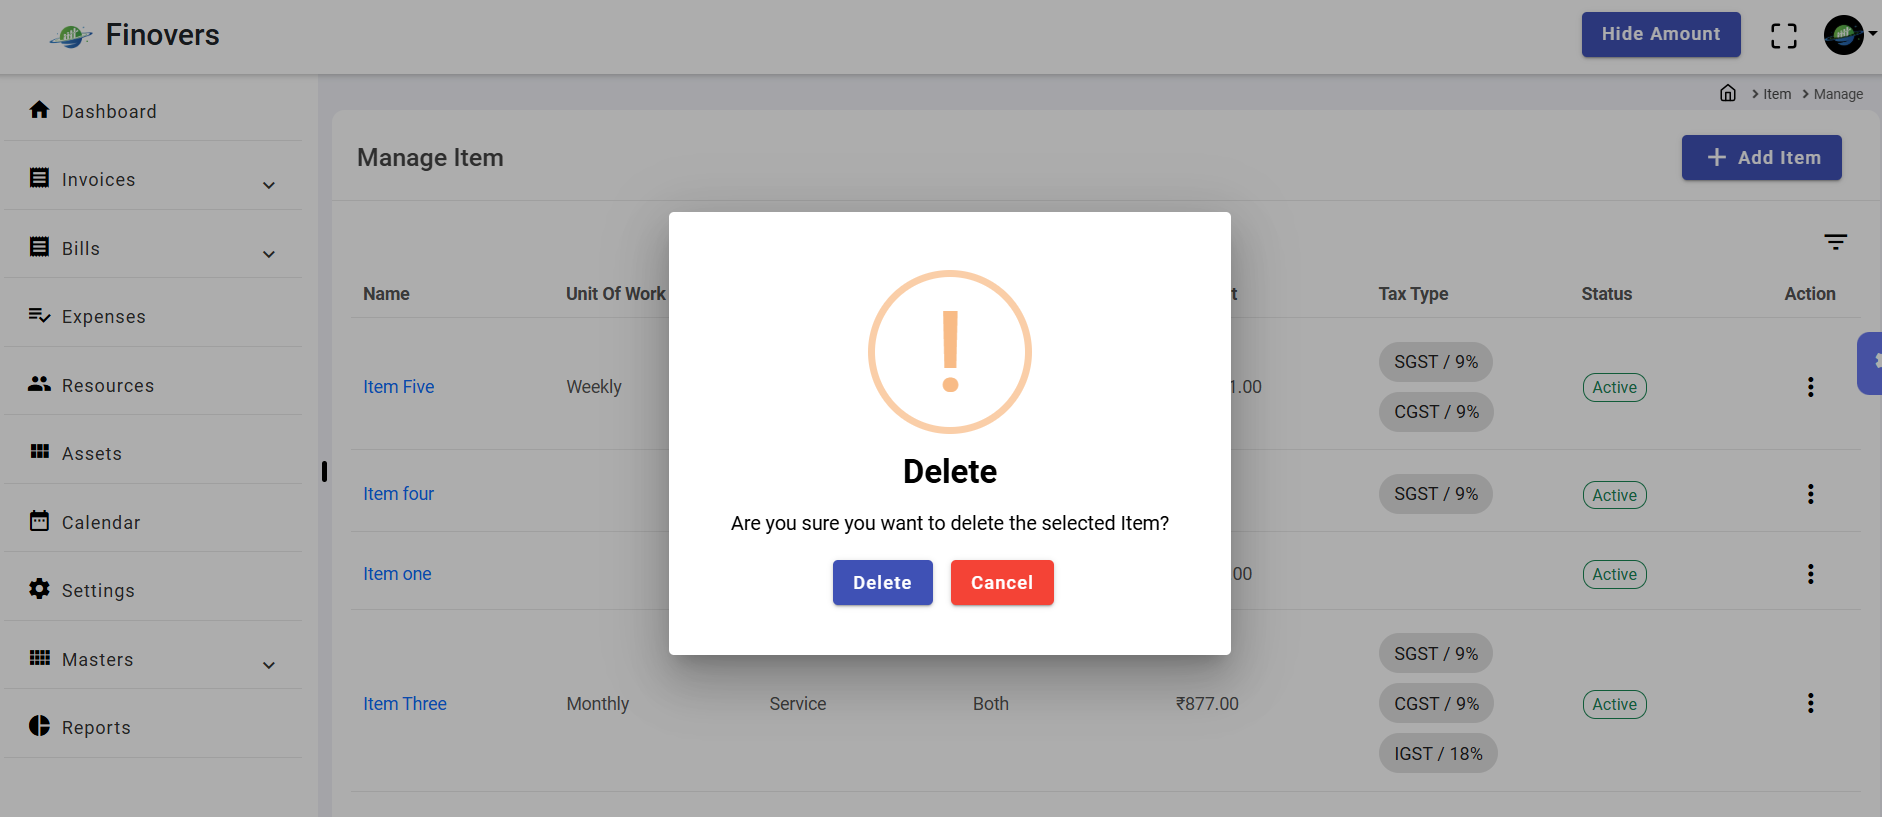 Finovers
Hide Amount
Item
Manage
Dashboard
Invoices
Bills
Expenses
Resources
Assets
Calendar
Settings
Masters
Reports
Manage Item
Add Item
Name Unit Of Work Tax Type Status Action
Item Five Weekly 1.00 SGST / 9% Active
CGST / 9%
Item four SGST / 9% Active
Item one 00 Active
Item Three Monthly Service Both ₹877.00 SGST / 9% Active
CGST / 9%
IGST / 18%
Delete
Are you sure you want to delete the selected Item?
Delete Cancel